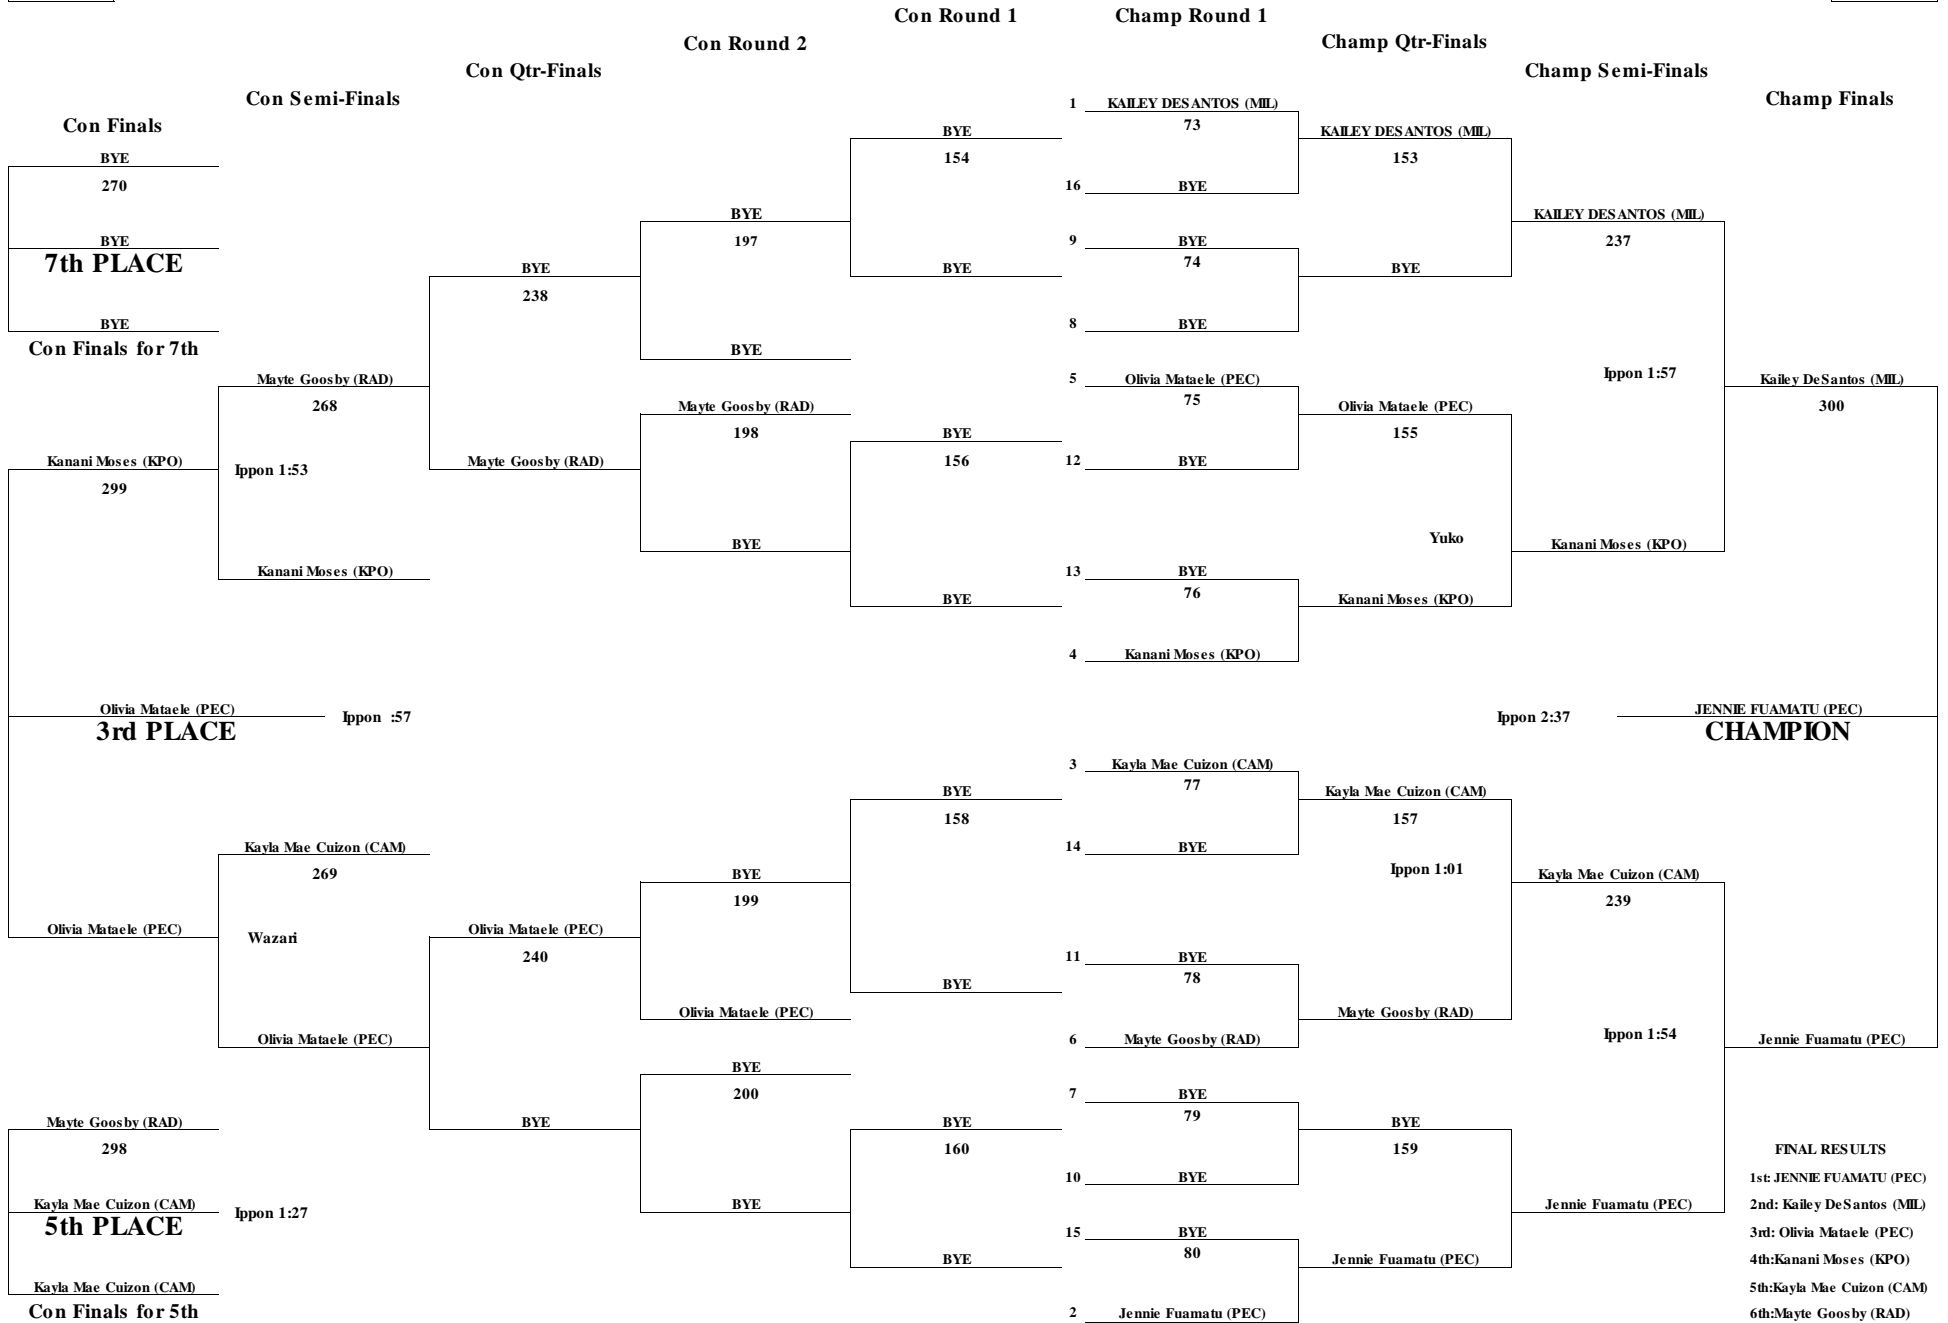 Con Round 1
Champ Round 1
Con Round 2
Champ Qtr-Finals
Con Qtr-Finals
Champ Semi-Finals
Con Semi-Finals
Champ Finals
Con Finals
1 KAILEY DESANTOS (MIL)
73
BYE
KAILEY DESANTOS (MIL)
BYE
154
153
270
16 BYE
BYE
KAILEY DESANTOS (MIL)
BYE
197
237
9 BYE
7th PLACE
74
BYE
BYE
BYE
238
BYE
8 BYE
Con Finals for 7th
BYE
Ippon 1:57
Mayte Goosby (RAD)
5 Olivia Mataele (PEC)
Kailey DeSantos (MIL)
268
75
300
Mayte Goosby (RAD)
Olivia Mataele (PEC)
198
BYE
155
Kanani Moses (KPO)
Ippon 1:53
Mayte Goosby (RAD)
156
12 BYE
299
Yuko
BYE
Kanani Moses (KPO)
Kanani Moses (KPO)
13 BYE
76
BYE
Kanani Moses (KPO)
4 Kanani Moses (KPO)
Olivia Mataele (PEC)
Ippon :57
Ippon 2:37
JENNIE FUAMATU (PEC)
3rd PLACE
CHAMPION
3 Kayla Mae Cuizon (CAM)
77
BYE
Kayla Mae Cuizon (CAM)
158
157
Kayla Mae Cuizon (CAM)
14 BYE
269
BYE
Ippon 1:01
Kayla Mae Cuizon (CAM)
199
239
Olivia Mataele (PEC)
Wazari
Olivia Mataele (PEC)
240
11 BYE
78
BYE
Olivia Mataele (PEC)
Mayte Goosby (RAD)
Olivia Mataele (PEC)
6 Mayte Goosby (RAD)
Ippon 1:54
Jennie Fuamatu (PEC)
BYE
200
7 BYE
79
Mayte Goosby (RAD)
BYE
BYE
BYE
298
160
159
FINAL RESULTS
10 BYE
1st: JENNIE FUAMATU (PEC)
Kayla Mae Cuizon (CAM)
Ippon 1:27
BYE
Jennie Fuamatu (PEC)
2nd: Kailey DeSantos (MIL)
5th PLACE
15 BYE
3rd: Olivia Mataele (PEC)
80
BYE
Jennie Fuamatu (PEC)
4th:Kanani Moses (KPO)
Kayla Mae Cuizon (CAM)
5th:Kayla Mae Cuizon (CAM)
Con Finals for 5th
2 Jennie Fuamatu (PEC)
6th:Mayte Goosby (RAD)